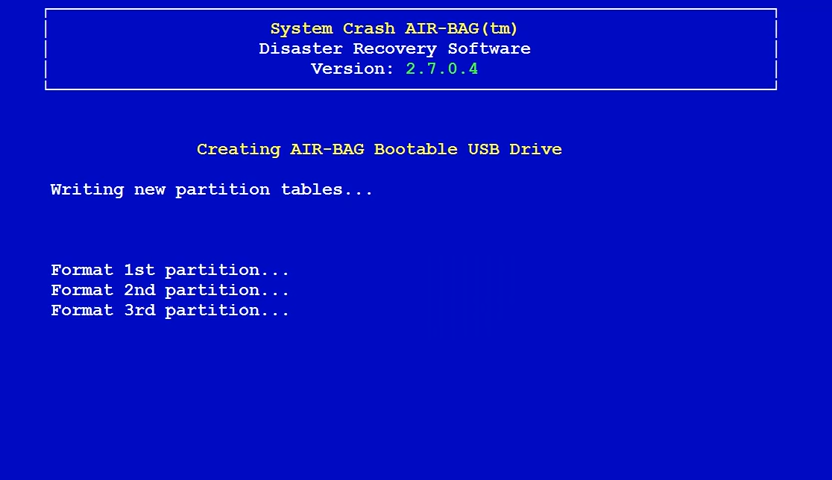 System Crash AIR-BAG(tm)
Disaster Recovery Software
Version: 2.7.0.4
Creating AIR-BAG Bootable USB Drive
Writing new partition tables...
Format 1st partition...
Format 2nd partition...
Format 3rd partition...